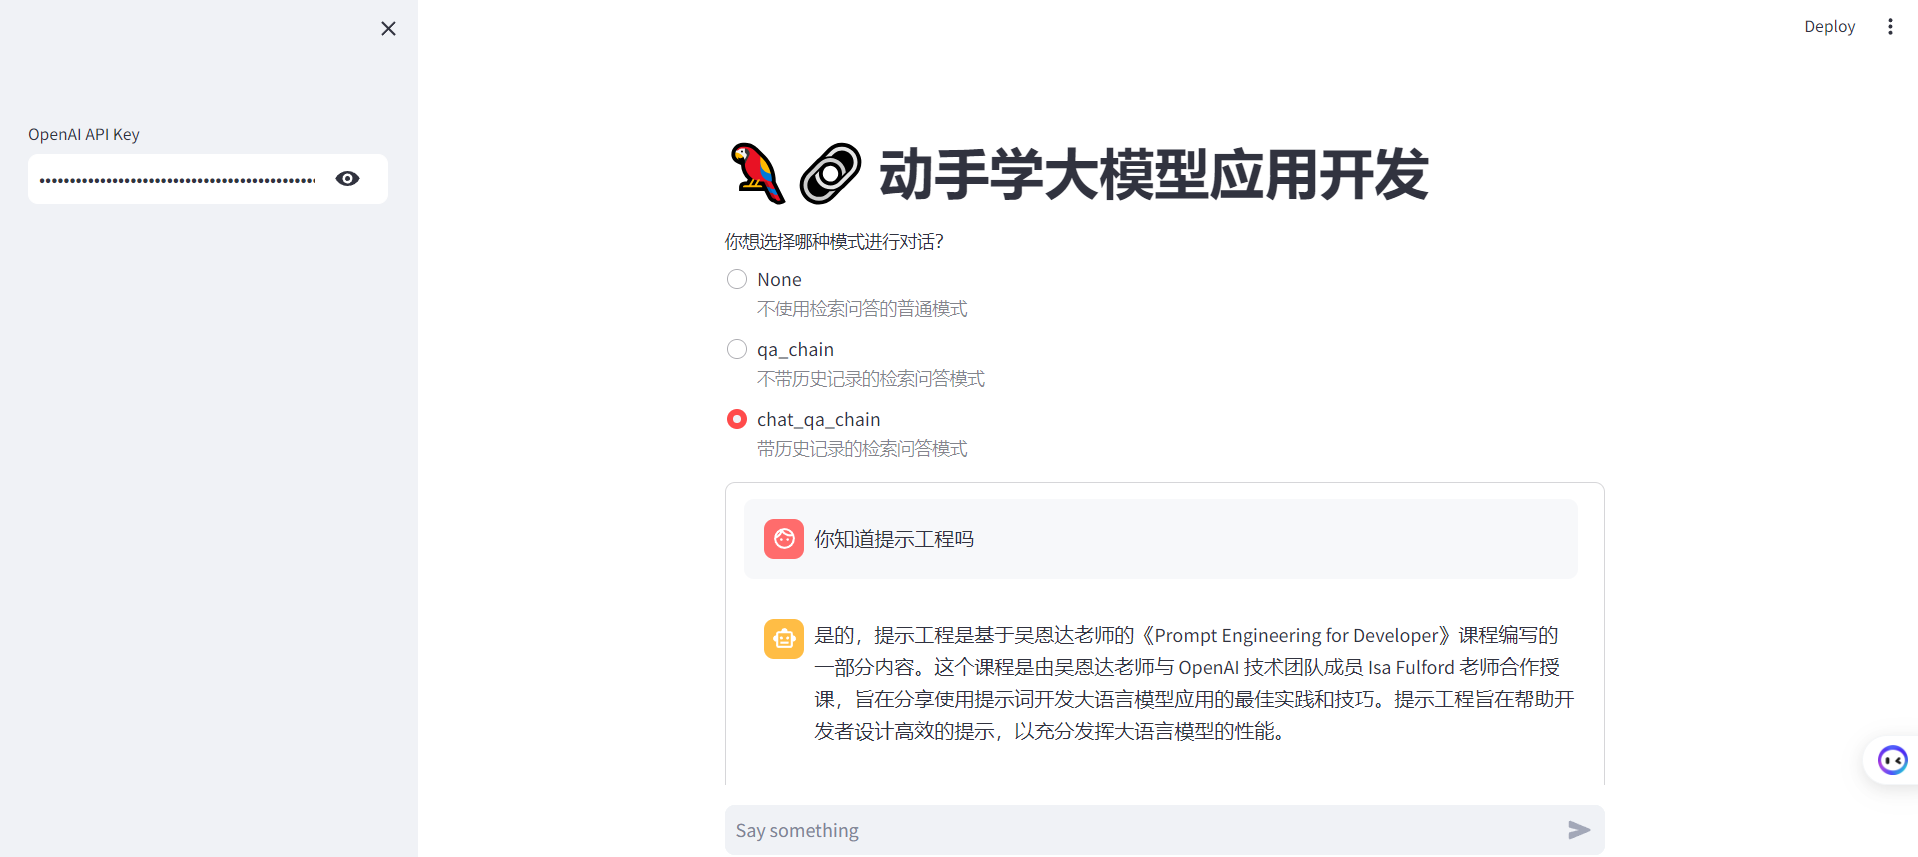 Deploy
OpenAI API Key
动手学大模型应用开发
你想选择哪种模式进行对话?
None
不使用检索问答的普通模式
qa_chain
不带历史记录的检索问答模式
chat_qa_chain
带历史记录的检索问答模式
你知道提示工程吗
是的，提示工程是基于吴恩达老师的《Prompt Engineering for Developer》课程编写的
一部分内容。这个课程是由吴恩达老师与 OpenAI 技术团队成员 Isa Fulford 老师合作授
课，旨在分享使用提示词开发大语言模型应用的最佳实践和技巧。提示工程旨在帮助开
发者设计高效的提示，以充分发挥大语言模型的性能。
Say something